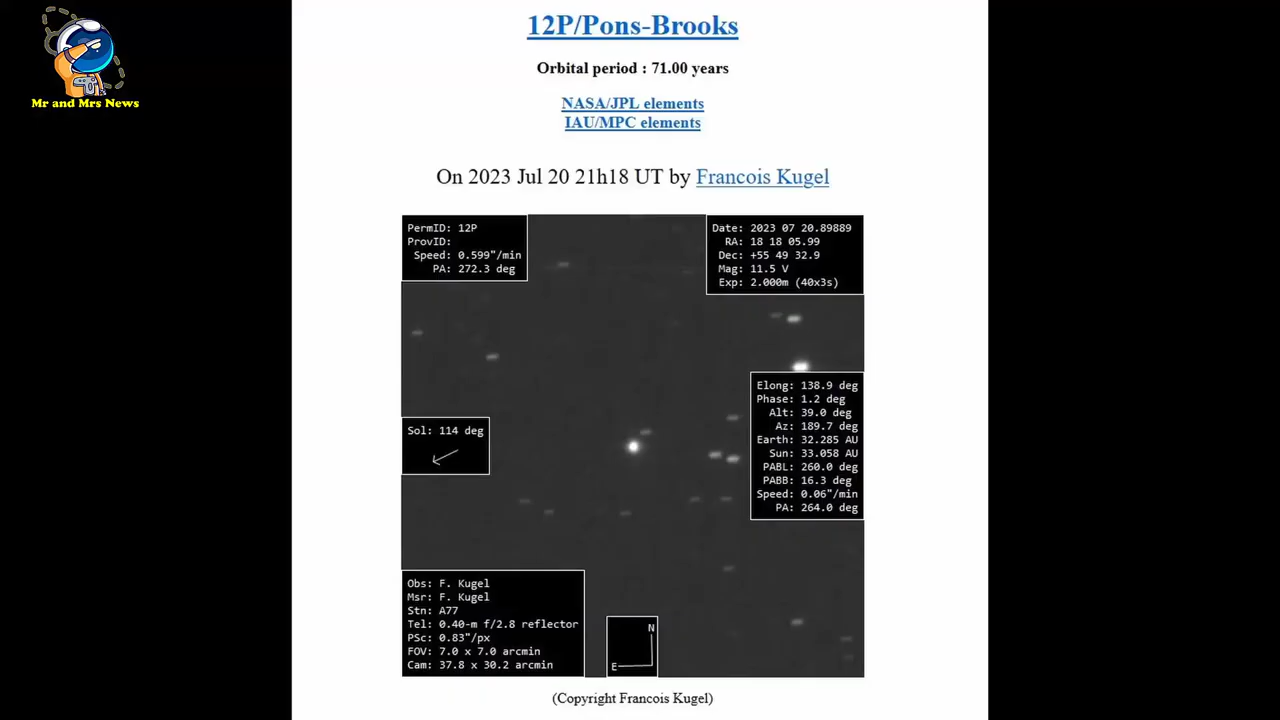 Mr and Mrs News
12P/Pons-Brooks
Orbital period : 71.00 years
NASA/JPL elements
IAU/MPC elements
On 2023 Jul 20 21h18 UT by Francois Kugel
PermID: 12P
ProvID:
Speed: 0.599"/min
PA: 272.3 deg
Date: 2023 07 20.89889
RA: 18 18 05.99
Dec: +55 49 32.9
Mag: 11.5 V
Exp: 2.000m (40x3s)
Elong: 138.9 deg
Phase: 1.2 deg
Alt: 39.0 deg
Az: 189.7 deg
Earth: 32.285 AU
Sun: 33.058 AU
PABL: 260.0 deg
PABB: 16.3 deg
Speed: 0.06"/min
PA: 264.0 deg
Sol: 114 deg
Obs: F. Kugel
Msr: F. Kugel
Stn: A77
Tel: 0.40-m f/2.8 reflector
PSc: 0.83"/px
FOV: 7.0 x 7.0 arcmin
Cam: 37.8 x 30.2 arcmin
N
E
(Copyright Francois Kugel)